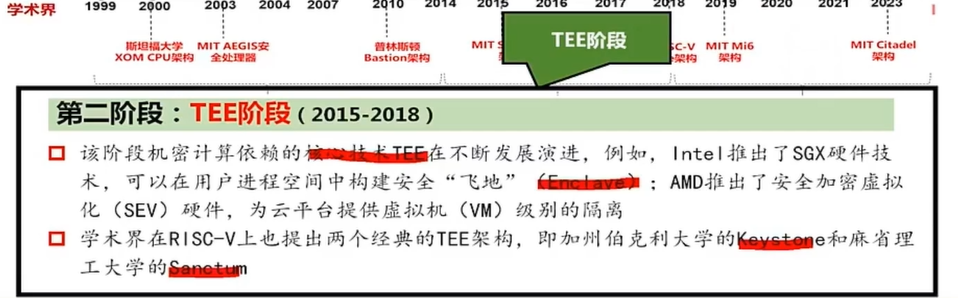 学术界
1999 2000 2003 2004 2007 2010 2014 2015 2016 2017 2018 2019 2020 2021 2023
斯坦福大学 MIT AEGIS安 普林斯顿 MIT S SC-V MIT Mi6 MIT Citadel
XOM CPU架构 全处理器 Bastion架构 架构 架构
TEE阶段
第二阶段：TEE阶段（2015-2018）
该阶段机密计算依赖的核心技术TEE在不断发展演进，例如，Intel推出了SGX硬件技
术，可以在用户进程空间中构建安全“飞地”（Enclave）；AMD推出了安全加密虚拟
化（SEV）硬件，为云平台提供虚拟机（VM）级别的隔离
学术界在RISC-V上也提出两个经典的TEE架构，即加州伯克利大学的Keystone和麻省理
工大学的Sanctum